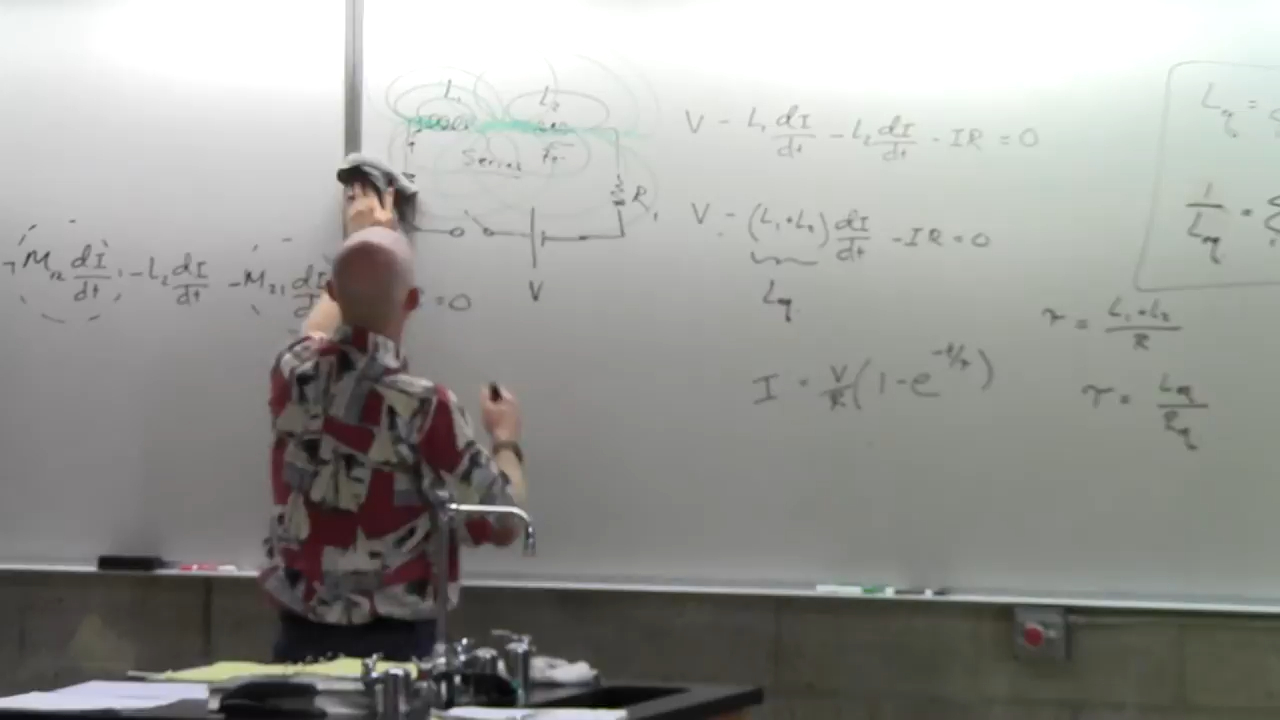 L₁ L₂
Series
R₁
V
M₁₂ dI/dt - L₂ dI/dt - M₂₁ dI/dt = 0
V - L₁ dI/dt - L₂ dI/dt - IR = 0
V - (L₁+L₂) dI/dt - IR = 0
L_eq
I = V/R (1 - e^(-t/τ))
L_eq =
1/L_eq =
τ = (L₁+L₂)/R
τ = L_eq/R_eq